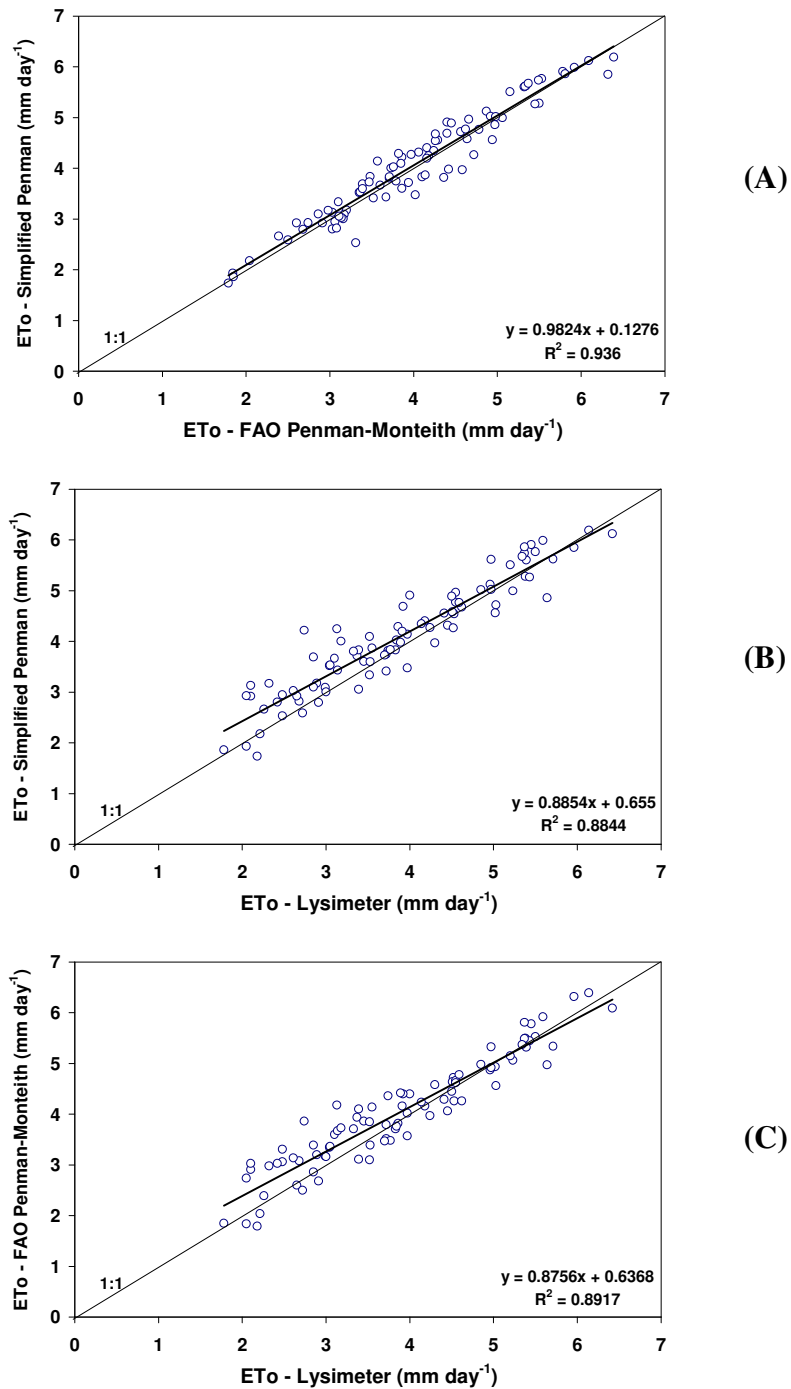 7
6
5
4
3
2
1
0
ETo - Simplified Penman (mm day⁻¹)
1:1
y = 0.9824x + 0.1276
R² = 0.936
0 1 2 3 4 5 6 7
ETo - FAO Penman-Monteith (mm day⁻¹)
(A)
7
6
5
4
3
2
1
0
ETo - Simplified Penman (mm day⁻¹)
1:1
y = 0.8854x + 0.655
R² = 0.8844
0 1 2 3 4 5 6 7
ETo - Lysimeter (mm day⁻¹)
(B)
7
6
5
4
3
2
1
0
ETo - FAO Penman-Monteith (mm day⁻¹)
1:1
y = 0.8756x + 0.6368
R² = 0.8917
0 1 2 3 4 5 6 7
ETo - Lysimeter (mm day⁻¹)
(C)